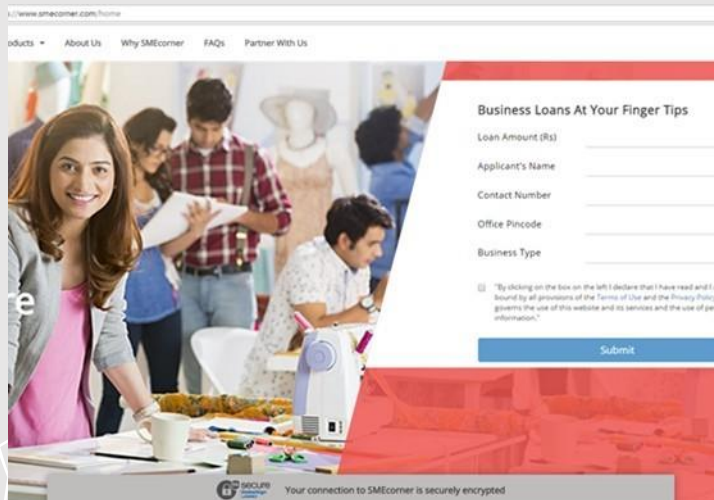 s://www.smecorner.com/home
oducts
About Us
Why SMEcorner
FAQs
Partner With Us
e
Business Loans At Your Finger Tips
Loan Amount (Rs)
Applicant's Name
Contact Number
Office Pincode
Business Type
"By clicking on the box on the left I declare that I have read and I
bound by all provisions of the Terms of Use and the Privacy Policy
governs the use of this website and its services and the use of pe
information."
Submit
secure
Your connection to SMEcorner is securely encrypted